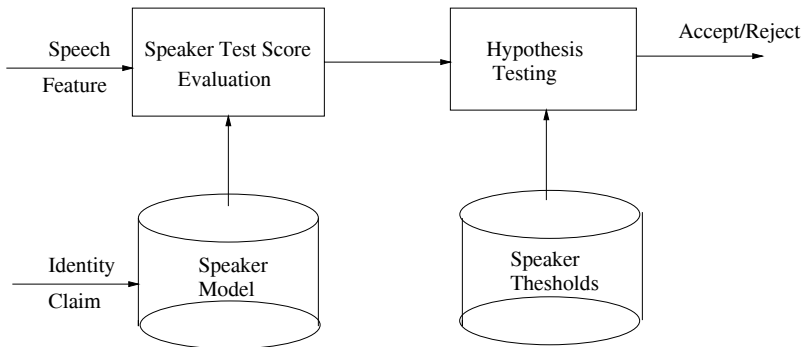 Speech
Feature
Speaker Test Score
Evaluation
Hypothesis
Testing
Accept/Reject
Identity
Claim
Speaker
Model
Speaker
Thesholds